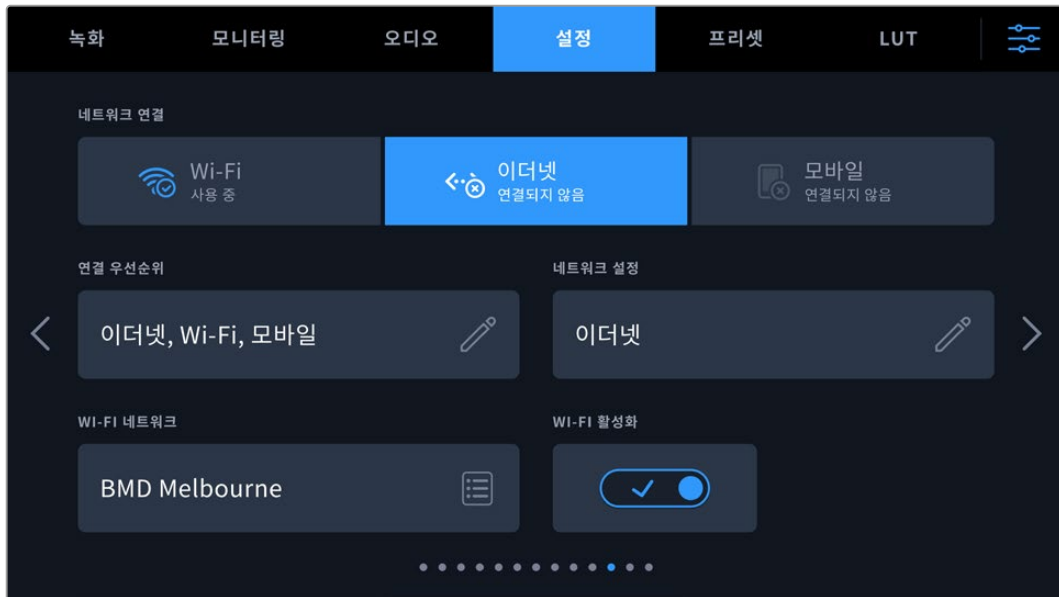 녹화 모니터링 오디오 설정 프리셋 LUT
네트워크 연결
Wi-Fi
사용 중
이더넷
연결되지 않음
모바일
연결되지 않음
연결 우선순위
이더넷, Wi-Fi, 모바일
네트워크 설정
이더넷
WI-FI 네트워크
BMD Melbourne
WI-FI 활성화